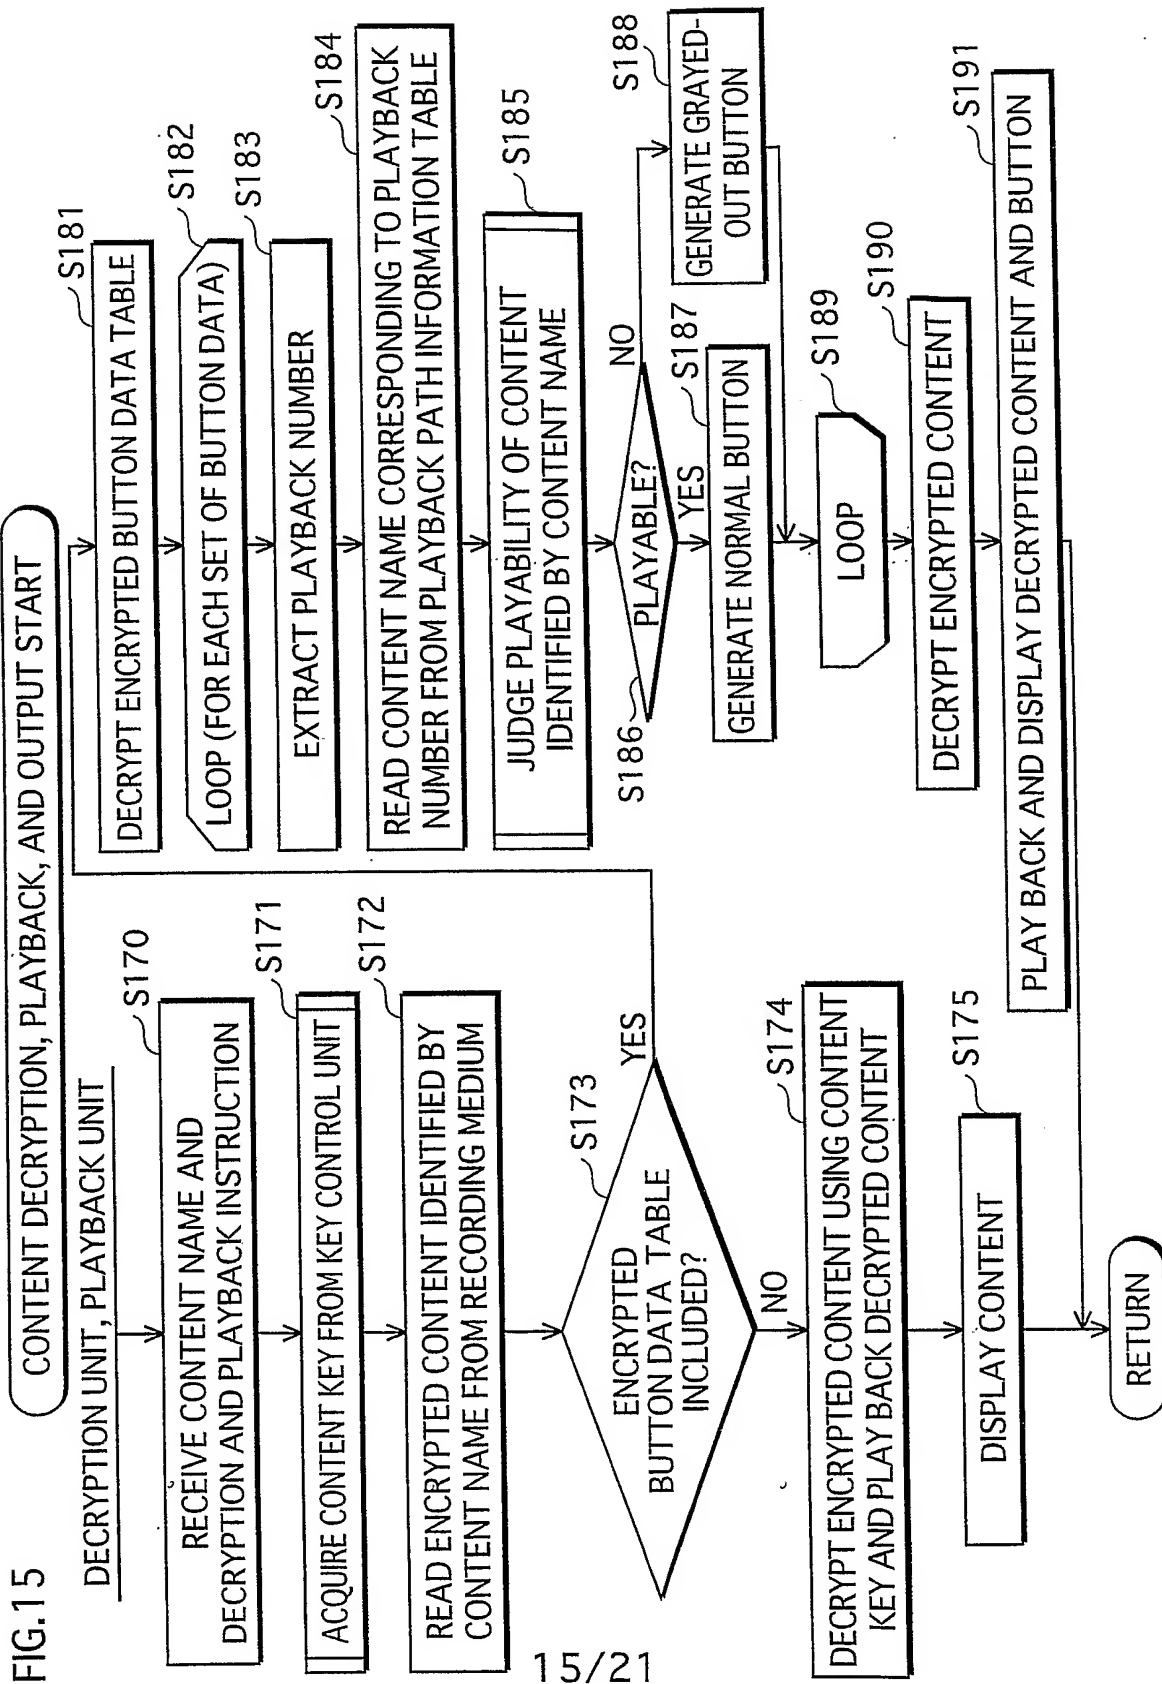 FIG.15
CONTENT DECRYPTION, PLAYBACK, AND OUTPUT START
DECRYPTION UNIT, PLAYBACK UNIT
S170
RECEIVE CONTENT NAME AND
DECRYPTION AND PLAYBACK INSTRUCTION
S171
ACQUIRE CONTENT KEY FROM KEY CONTROL UNIT
S172
READ ENCRYPTED CONTENT IDENTIFIED BY
CONTENT NAME FROM RECORDING MEDIUM
S173
ENCRYPTED
BUTTON DATA TABLE
INCLUDED?
YES
NO
S174
DECRYPT ENCRYPTED CONTENT USING CONTENT
KEY AND PLAY BACK DECRYPTED CONTENT
S175
DISPLAY CONTENT
RETURN
S181
DECRYPT ENCRYPTED BUTTON DATA TABLE
S182
LOOP (FOR EACH SET OF BUTTON DATA)
S183
EXTRACT PLAYBACK NUMBER
S184
READ CONTENT NAME CORRESPONDING TO PLAYBACK
NUMBER FROM PLAYBACK PATH INFORMATION TABLE
S185
JUDGE PLAYABILITY OF CONTENT
IDENTIFIED BY CONTENT NAME
S186
PLAYABLE?
NO
YES
S187
GENERATE NORMAL BUTTON
S188
GENERATE GRAYED-
OUT BUTTON
S189
LOOP
S190
DECRYPT ENCRYPTED CONTENT
S191
PLAY BACK AND DISPLAY DECRYPTED CONTENT AND BUTTON
15/21